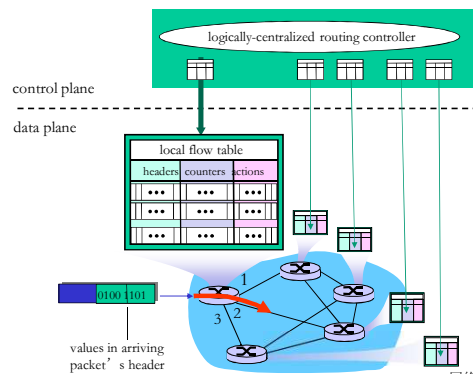 logically-centralized routing controller
control plane
data plane
local flow table
headers counters actions
1
0100 1101
3 2
values in arriving
packet’s header